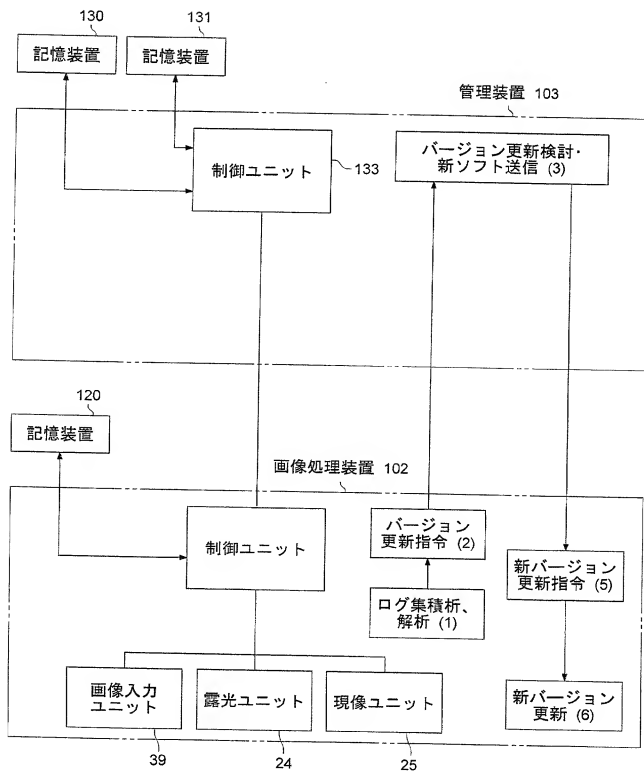 130
131
記憶装置
記憶装置
管理装置 103
制御ユニット
133
バージョン更新検討・
新ソフト送信 (3)
120
記憶装置
画像処理装置 102
制御ユニット
バージョン
更新指令 (2)
ログ集積析、
解析 (1)
新バージョン
更新指令 (5)
画像入力
ユニット
露光ユニット
現像ユニット
新バージョン
更新 (6)
39
24
25